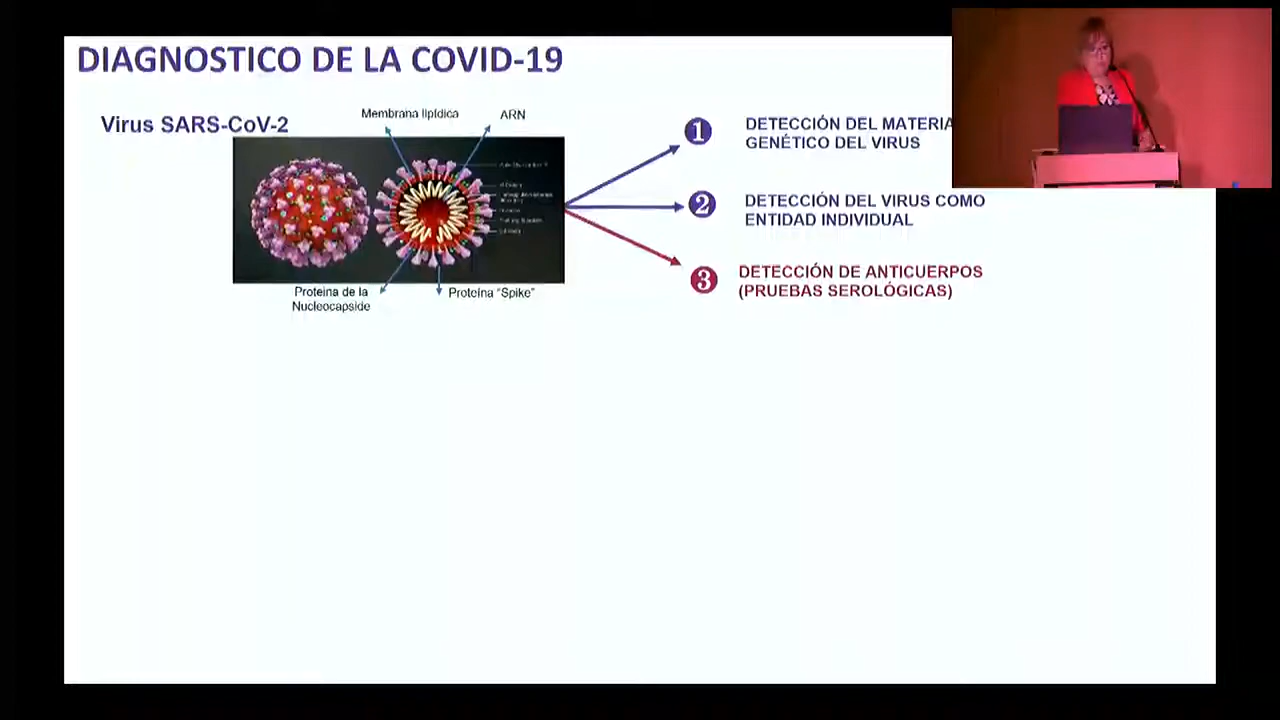 DIAGNOSTICO DE LA COVID-19
Virus SARS-CoV-2
Membrana lipídica
ARN
Proteina de la
Nucleocapside
Proteína “Spike”
1
DETECCIÓN DEL MATERIA
GENÉTICO DEL VIRUS
2
DETECCIÓN DEL VIRUS COMO
ENTIDAD INDIVIDUAL
3
DETECCIÓN DE ANTICUERPOS
(PRUEBAS SEROLÓGICAS)